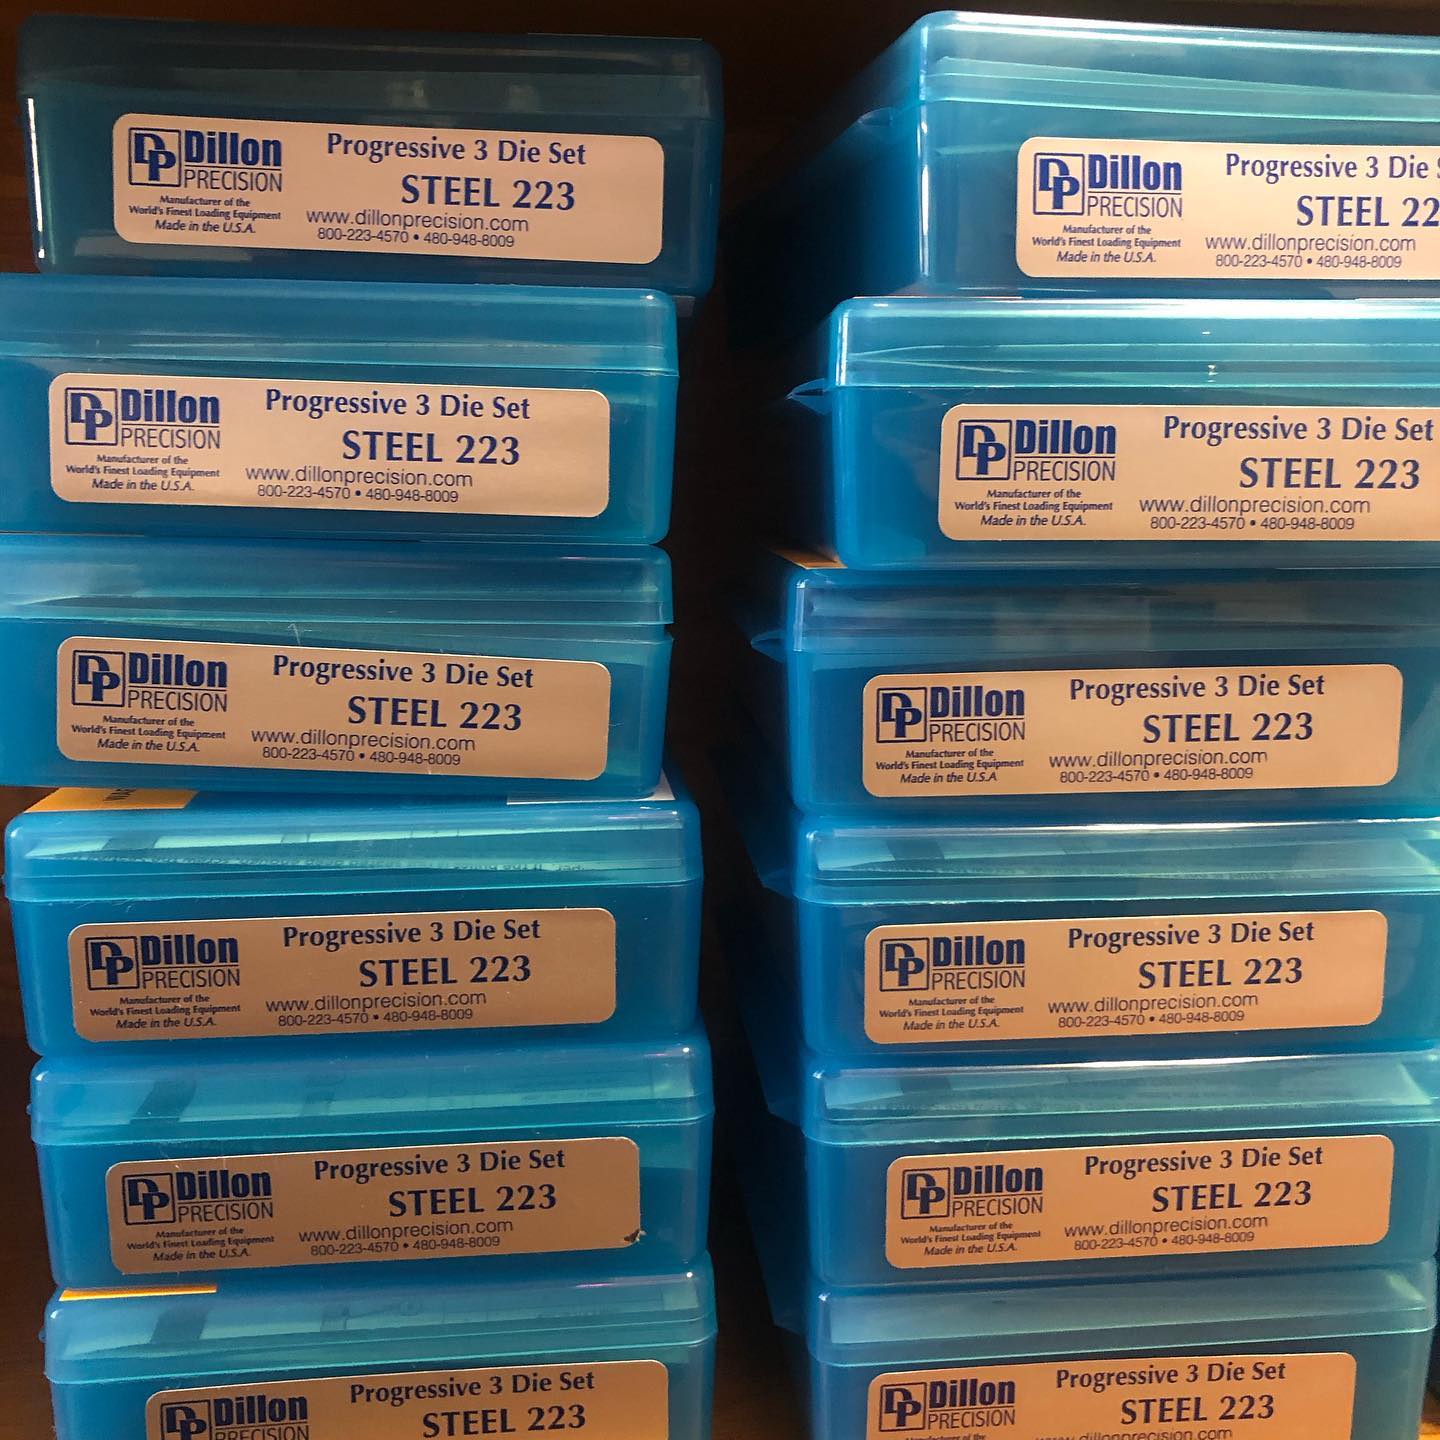 DP Dillon PRECISION
Manufacturer of the
World's Finest Loading Equipment
Made in the U.S.A.
Progressive 3 Die Set
STEEL 223
www.dillonprecision.com
800-223-4570 • 480-948-8009
DP Dillon PRECISION
Manufacturer of the
World's Finest Loading Equipment
Made in the U.S.A.
Progressive 3 Die Set
STEEL 223
www.dillonprecision.com
800-223-4570 • 480-948-8009
DP Dillon PRECISION
Manufacturer of the
World's Finest Loading Equipment
Made in the U.S.A.
Progressive 3 Die Set
STEEL 223
www.dillonprecision.com
800-223-4570 • 480-948-8009
DP Dillon PRECISION
Manufacturer of the
World's Finest Loading Equipment
Made in the U.S.A.
Progressive 3 Die Set
STEEL 223
www.dillonprecision.com
800-223-4570 • 480-948-8009
DP Dillon PRECISION
Manufacturer of the
World's Finest Loading Equipment
Made in the U.S.A.
Progressive 3 Die Set
STEEL 223
www.dillonprecision.com
800-223-4570 • 480-948-8009
DP Dillon PRECISION
Progressive 3 Die Set
STEEL 223
DP Dillon PRECISION
Manufacturer of the
World's Finest Loading Equipment
Made in the U.S.A.
Progressive 3 Die S
STEEL 22
www.dillonprecision.com
800-223-4570 • 480-948-8009
DP Dillon PRECISION
Manufacturer of the
World's Finest Loading Equipment
Made in the U.S.A.
Progressive 3 Die Set
STEEL 223
www.dillonprecision.com
800-223-4570 • 480-948-8009
DP Dillon PRECISION
Manufacturer of the
World's Finest Loading Equipment
Made in the U.S.A
Progressive 3 Die Set
STEEL 223
www.dillonprecision.com
800-223-4570 • 480-948-8009
DP Dillon PRECISION
Manufacturer of the
World's Finest Loading Equipment
Made in the U.S.A.
Progressive 3 Die Set
STEEL 223
www.dillonprecision.com
800-223-4570 • 480-948-8009
DP Dillon PRECISION
Manufacturer of the
World's Finest Loading Equipment
Made in the U.S.A.
Progressive 3 Die Set
STEEL 223
www.dillonprecision.com
800-223-4570 • 480-948-8009
DP Dillon PRECISION
Progressive 3 Die Set
STEEL 223
www.dillonprecision.com